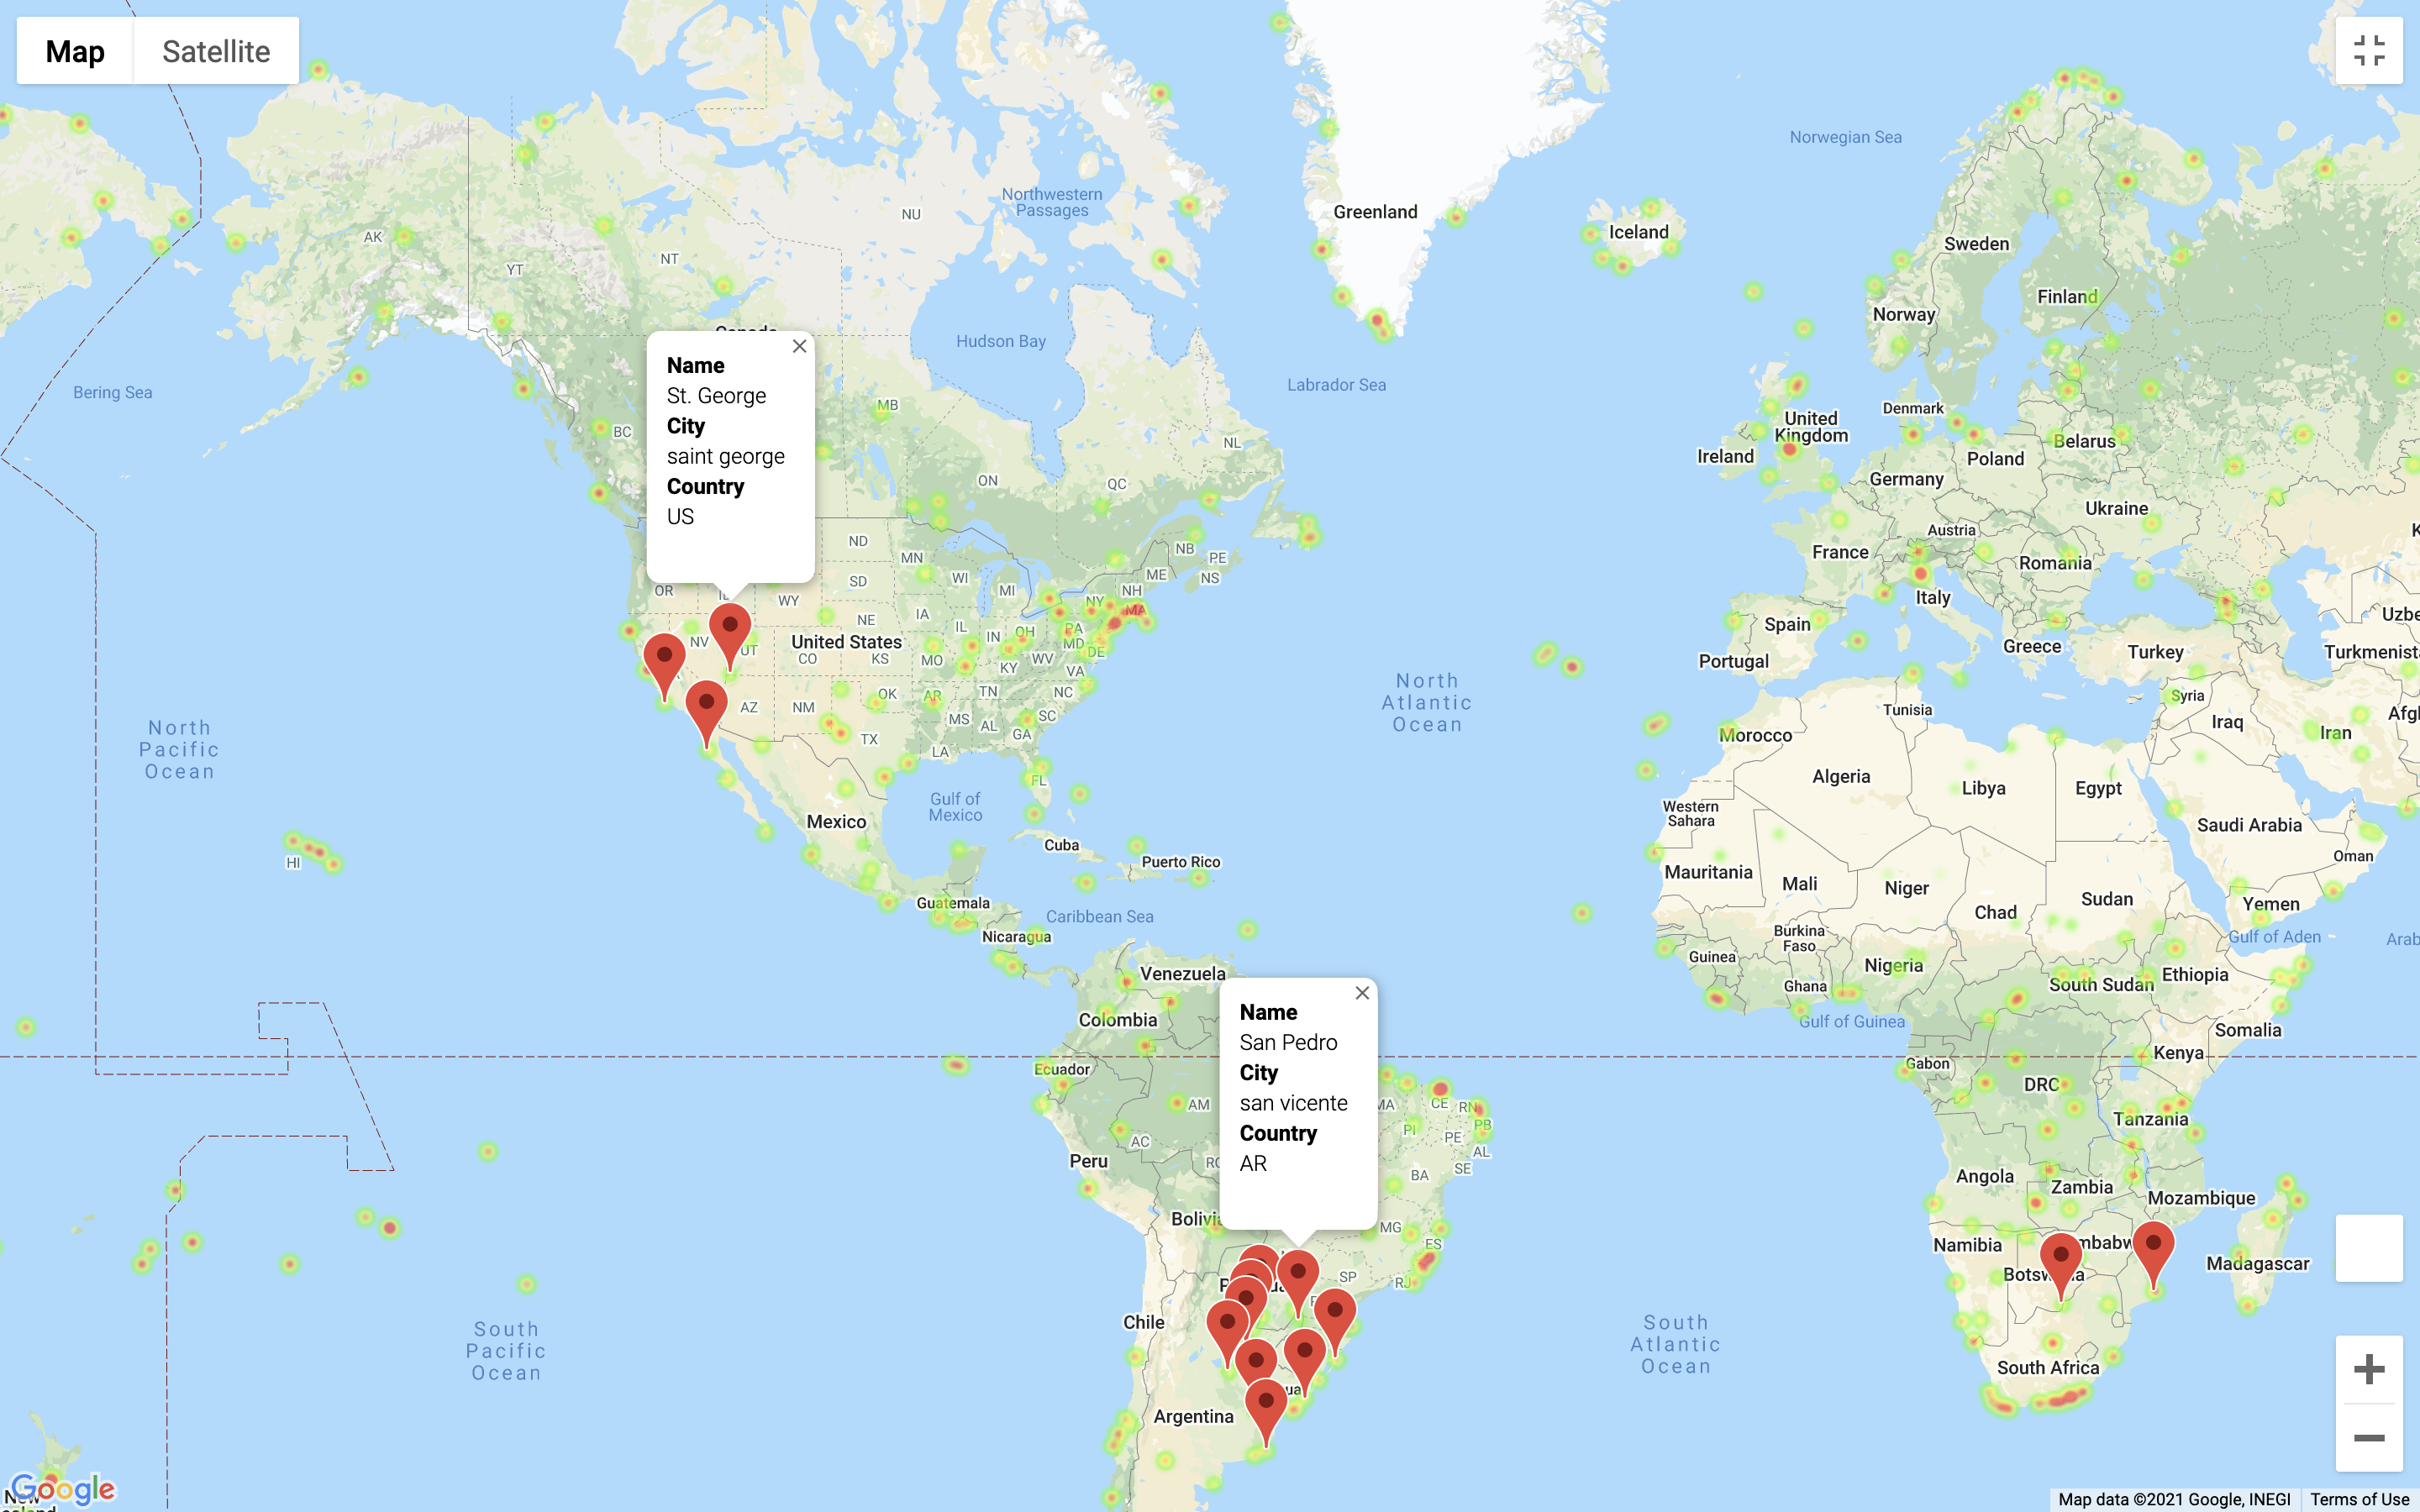 Map
Satellite
Norwegian Sea
Northwestern
Passages
NU
Greenland
Iceland
AK
NT
YT
Sweden
Finland
Norway
Hudson Bay
Labrador Sea
Bering Sea
Name
St. George
City
saint george
Country
US
BC
MB
ON
QC
NL
Denmark
United
Kingdom
Ireland
Belarus
Poland
Germany
Ukraine
Austria
France
Romania
Italy
Spain
Portugal
Greece
Turkey
Syria
Iraq
Iran
ND
MN
SD
WI
MI
NB
PE
NS
ME
NH
NY
MA
OR
WY
NE
IA
IL
IN
OH
PA
MD
DE
NV
UT
United States
CO
KS
MO
KY
WV
VA
AZ
NM
OK
AR
TN
NC
MS
AL
SC
GA
TX
LA
FL
North
Pacific
Ocean
North
Atlantic
Ocean
Gulf of
Mexico
Mexico
HI
Cuba
Puerto Rico
Guatemala
Caribbean Sea
Nicaragua
Tunisia
Morocco
Algeria
Libya
Egypt
Western
Sahara
Saudi Arabia
Oman
Mauritania
Mali
Niger
Chad
Sudan
Yemen
Gulf of Aden
Burkina
Faso
Guinea
Nigeria
Ghana
South Sudan
Ethiopia
Gulf of Guinea
Somalia
Gabon
Kenya
DRC
Tanzania
Venezuela
Colombia
Ecuador
Name
San Pedro
City
san vicente
Country
AR
AM
AC
MA
CE
RN
PB
PI
PE
AL
SE
BA
Peru
MG
ES
SP
RJ
Chile
Argentina
Angola
Zambia
Mozambique
Namibia
Madagascar
South Africa
South
Pacific
Ocean
South
Atlantic
Ocean
Google
Map data ©2021 Google, INEGI
Terms of Use